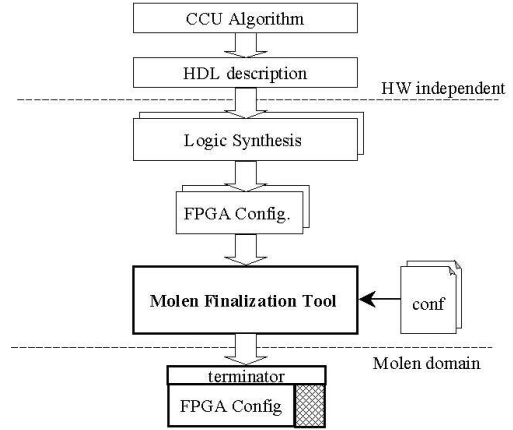 CCU Algorithm
HDL description
HW independent
Logic Synthesis
FPGA Config.
Molen Finalization Tool
conf
Molen domain
terminator
FPGA Config